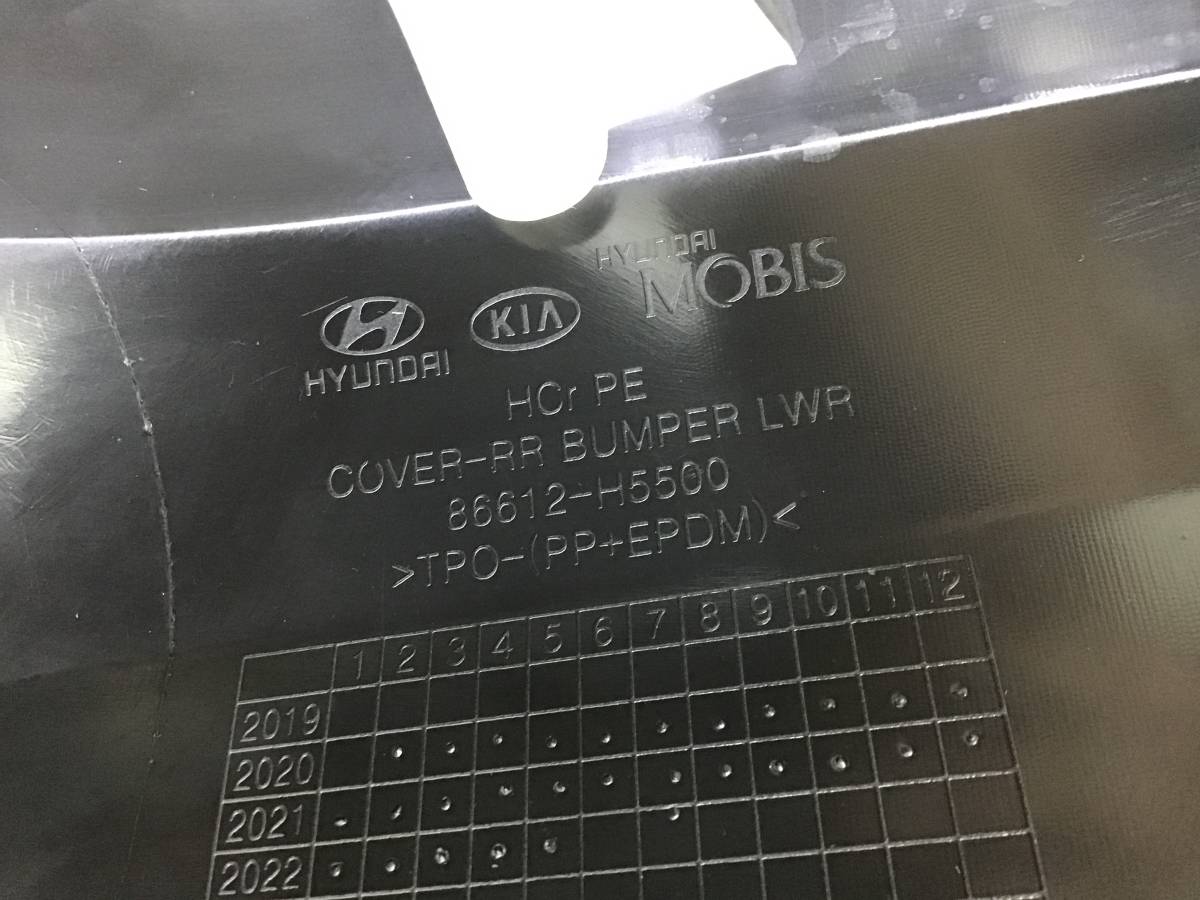 HYUNDAI
KIA
HYUNDAI
MOBIS
HCr PE
COVER-RR BUMPER LWR
86612-H5500
>TPO-(PP+EPDM)<
1 2 3 4 5 6 7 8 9 10 11 12
2019
2020
2021
2022